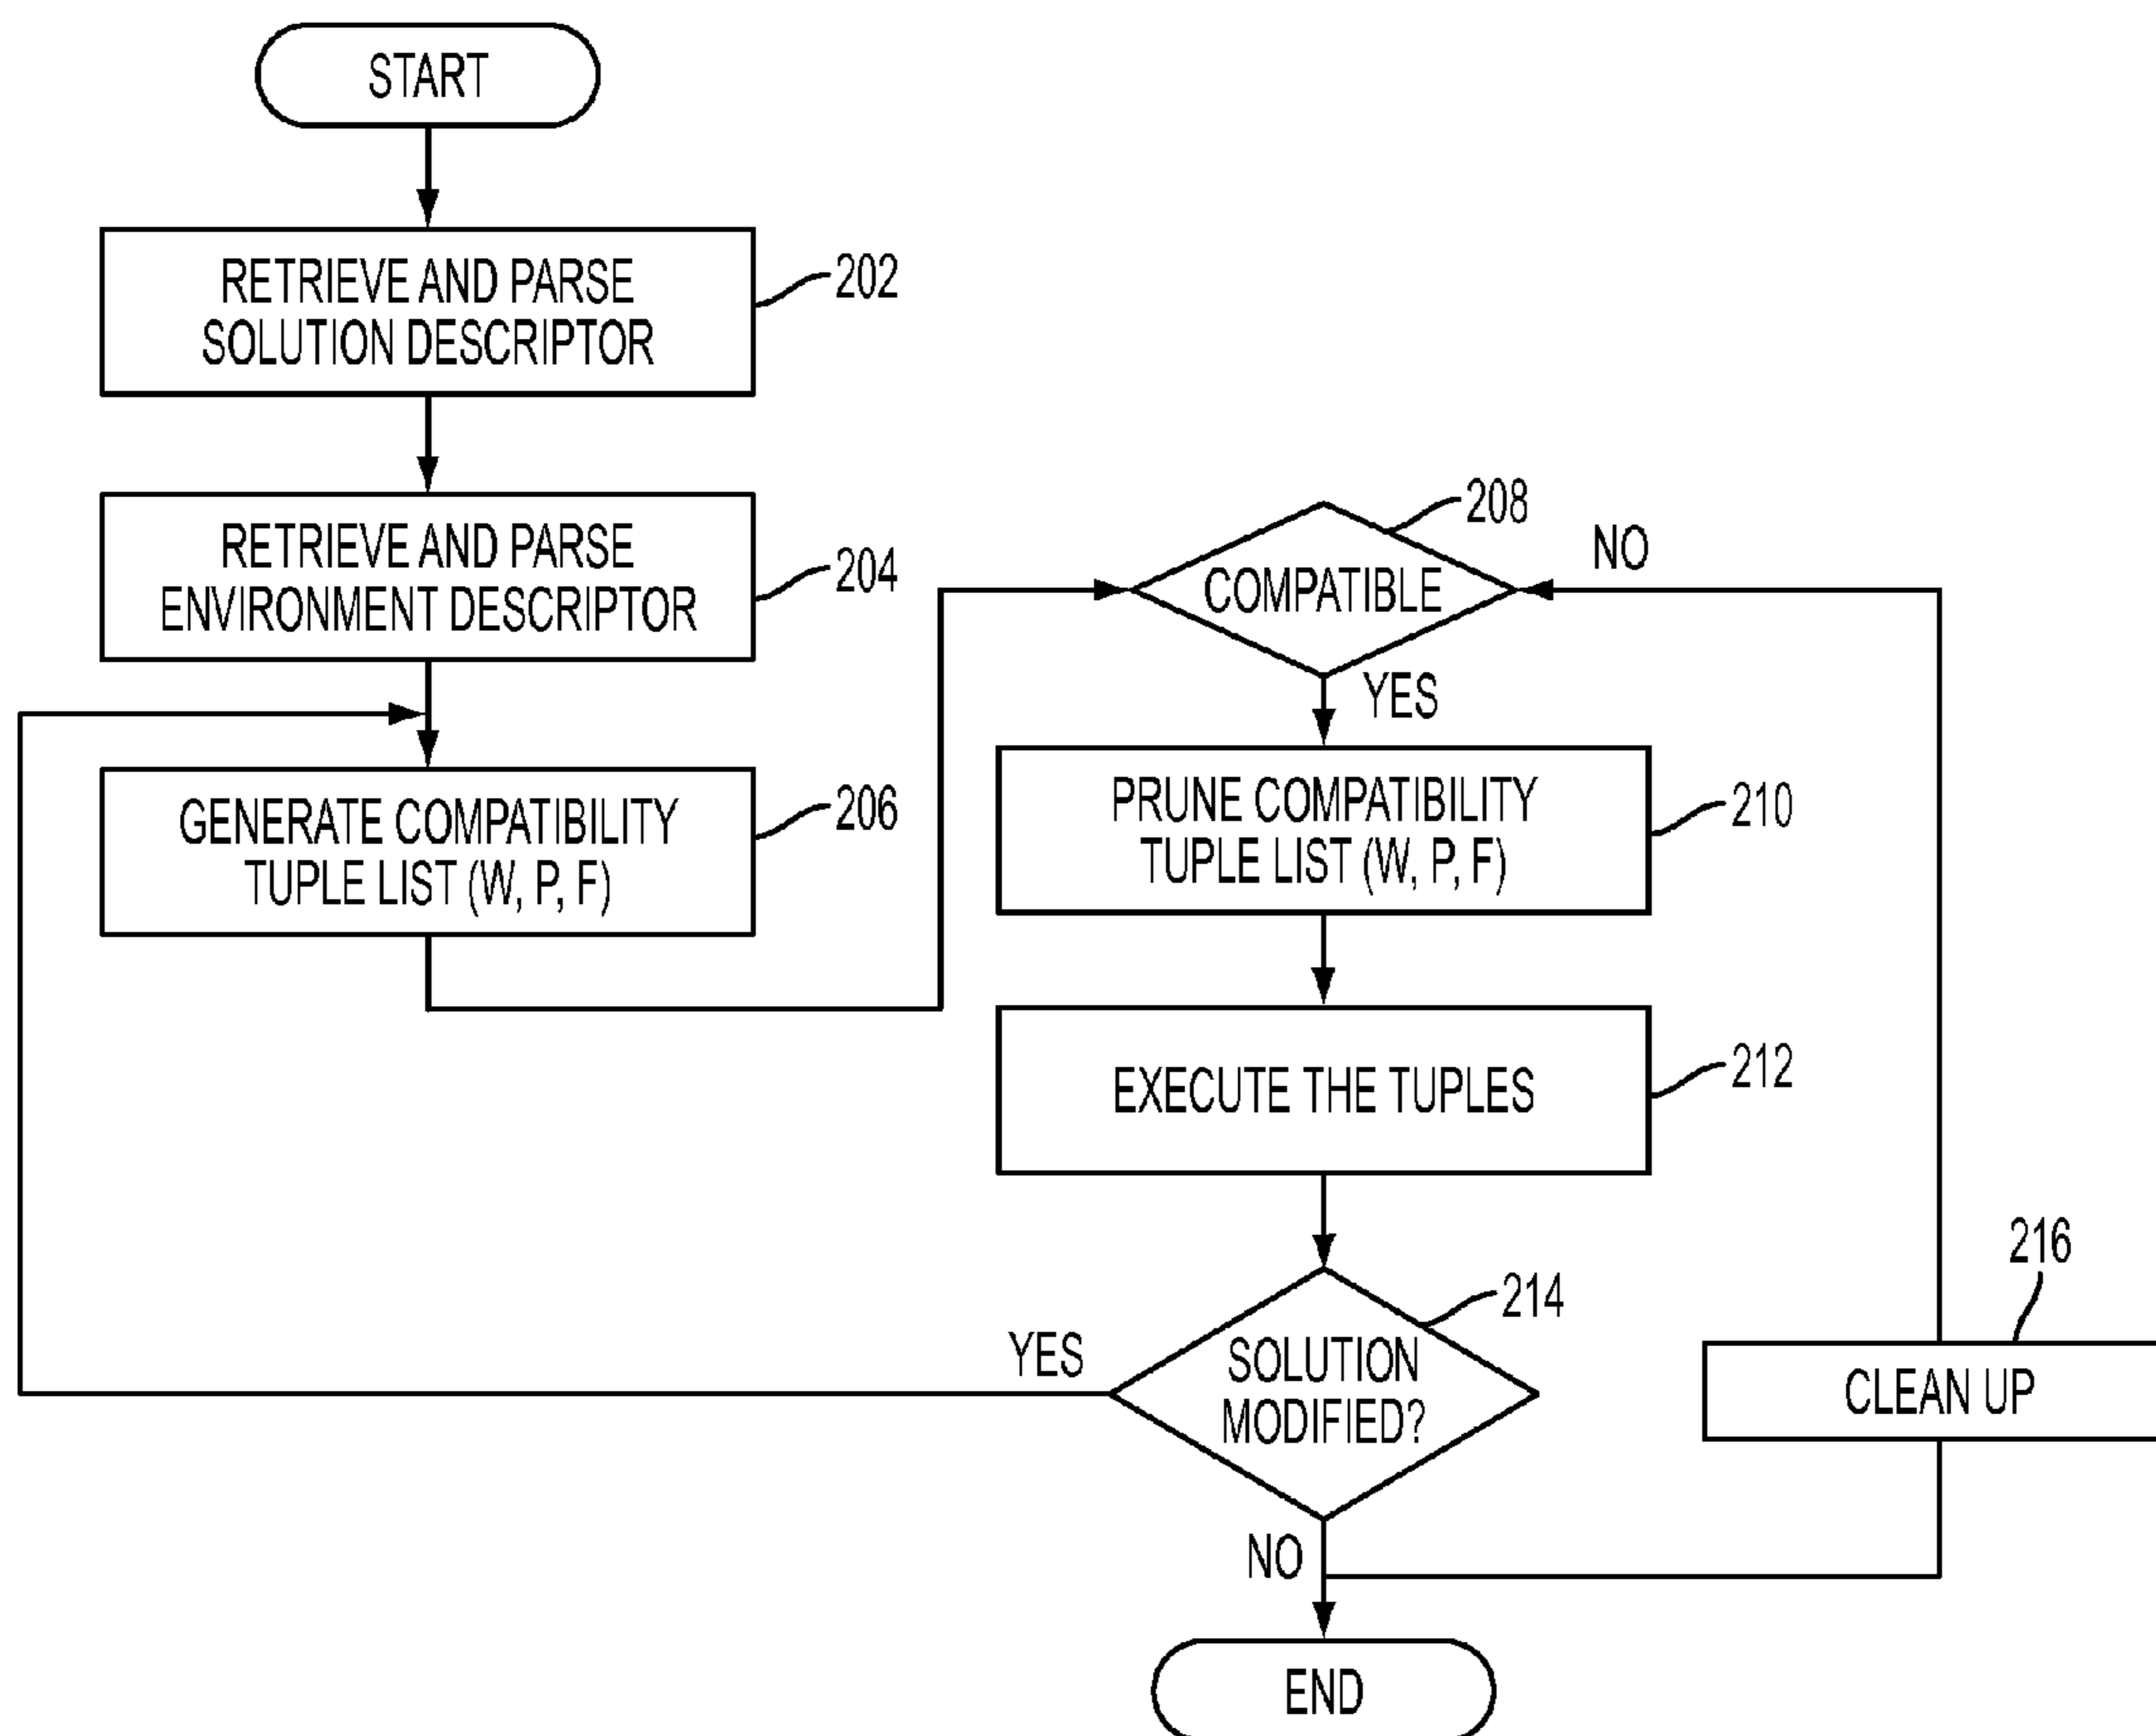 START
RETRIEVE AND PARSE
SOLUTION DESCRIPTOR
202
RETRIEVE AND PARSE
ENVIRONMENT DESCRIPTOR
204
GENERATE COMPATIBILITY
TUPLE LIST (W, P, F)
206
208
COMPATIBLE
NO
YES
PRUNE COMPATIBILITY
TUPLE LIST (W, P, F)
210
EXECUTE THE TUPLES
212
214
SOLUTION
MODIFIED?
YES
NO
216
CLEAN UP
END